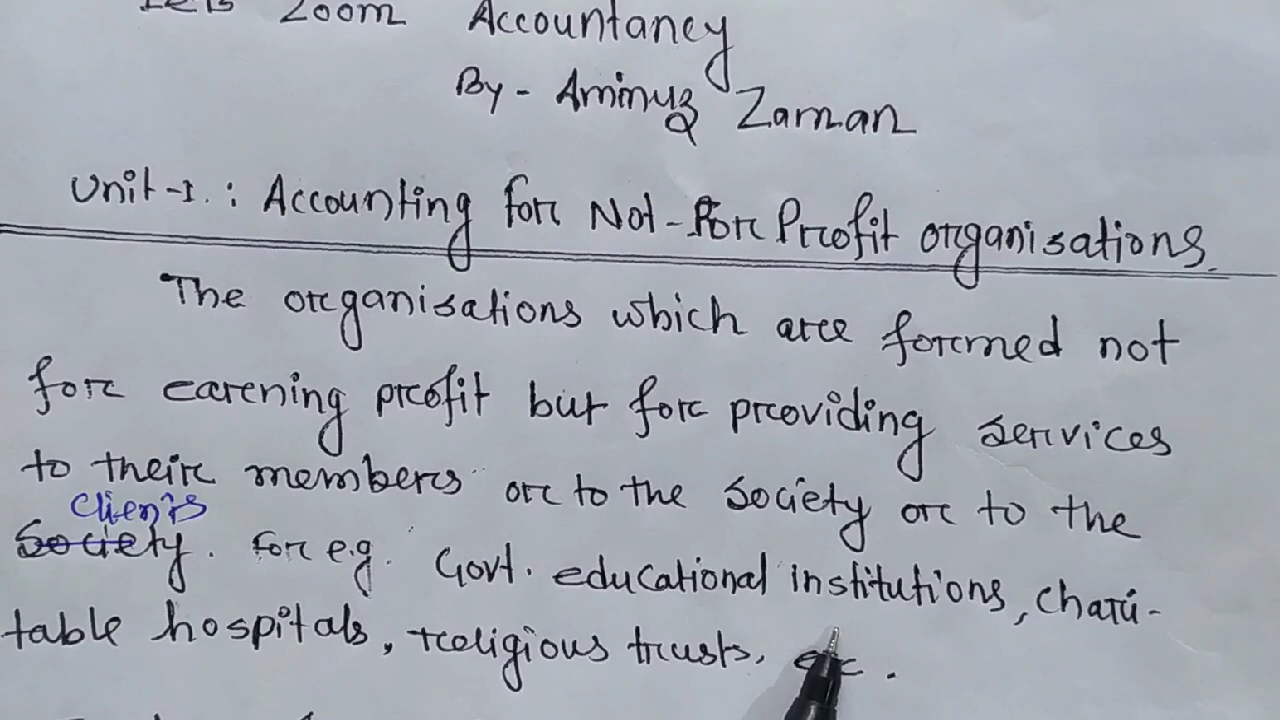 Zoom Accountancy
By - Aminuz Zaman
Unit-I. : Accounting for Not-For Profit organisations.
The organisations which are formed not
for earning profit but for providing services
to their members or to the society or to the
Clients
Society. For e.g. Govt. educational institutions, chari-
table hospitals, religious trusts, etc.